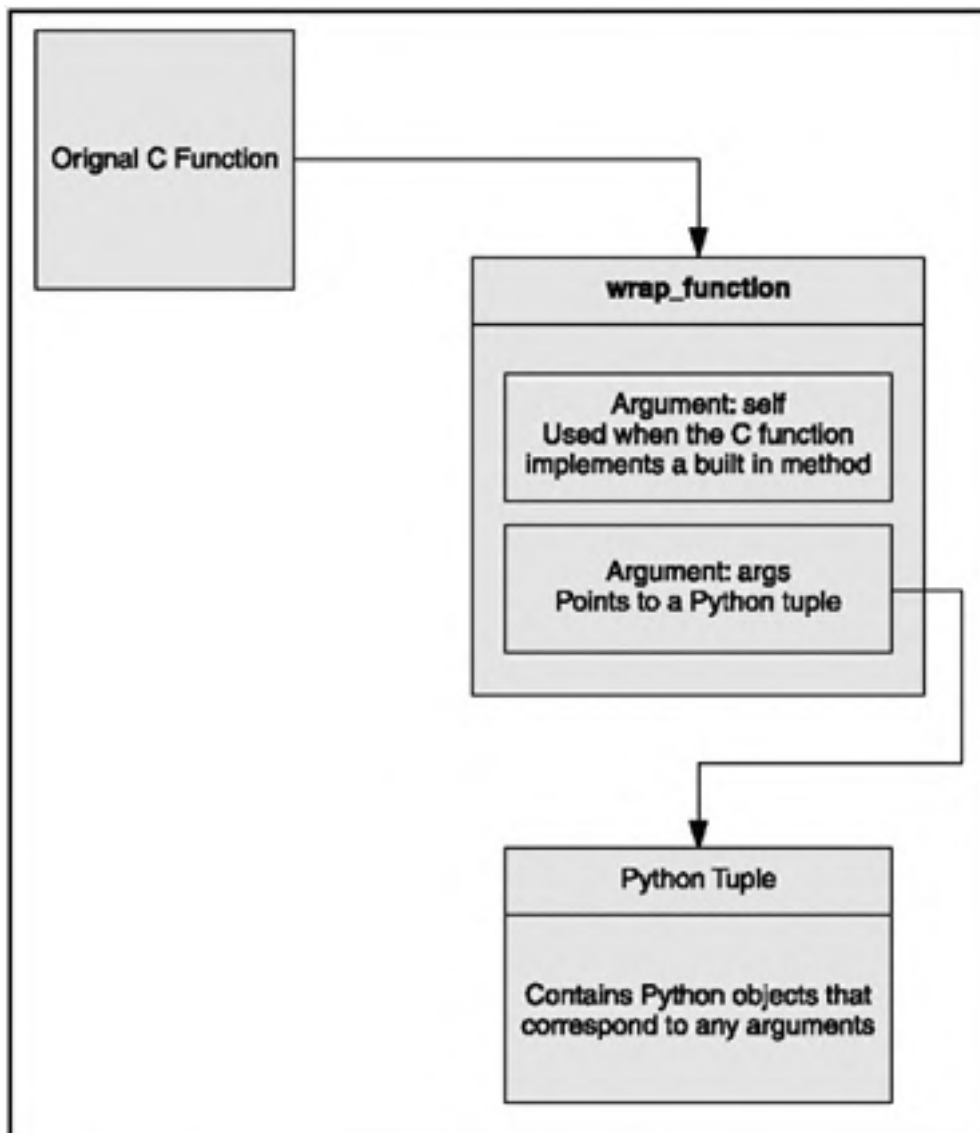 Orignal C Function
wrap_function
Argument: self
Used when the C function
implements a built in method
Argument: args
Points to a Python tuple
Python Tuple
Contains Python objects that
correspond to any arguments